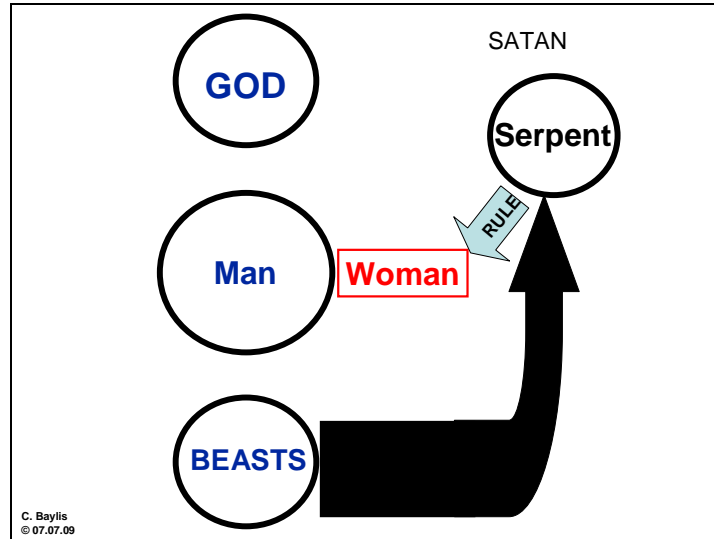 SATAN
GOD
Serpent
RULE
Man
Woman
BEASTS
C. Baylis
© 07.07.09